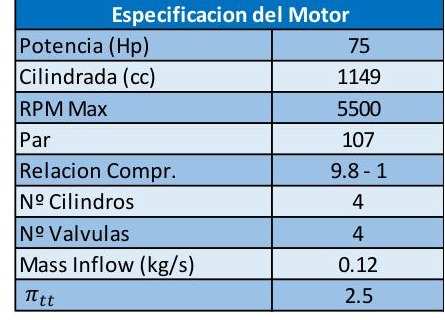 Especificacion del Motor
Potencia (Hp) 75
Cilindrada (cc) 1149
RPM Max 5500
Par 107
Relacion Compr. 9.8 - 1
Nº Cilindros 4
Nº Valvulas 4
Mass Inflow (kg/s) 0.12
π_tt 2.5